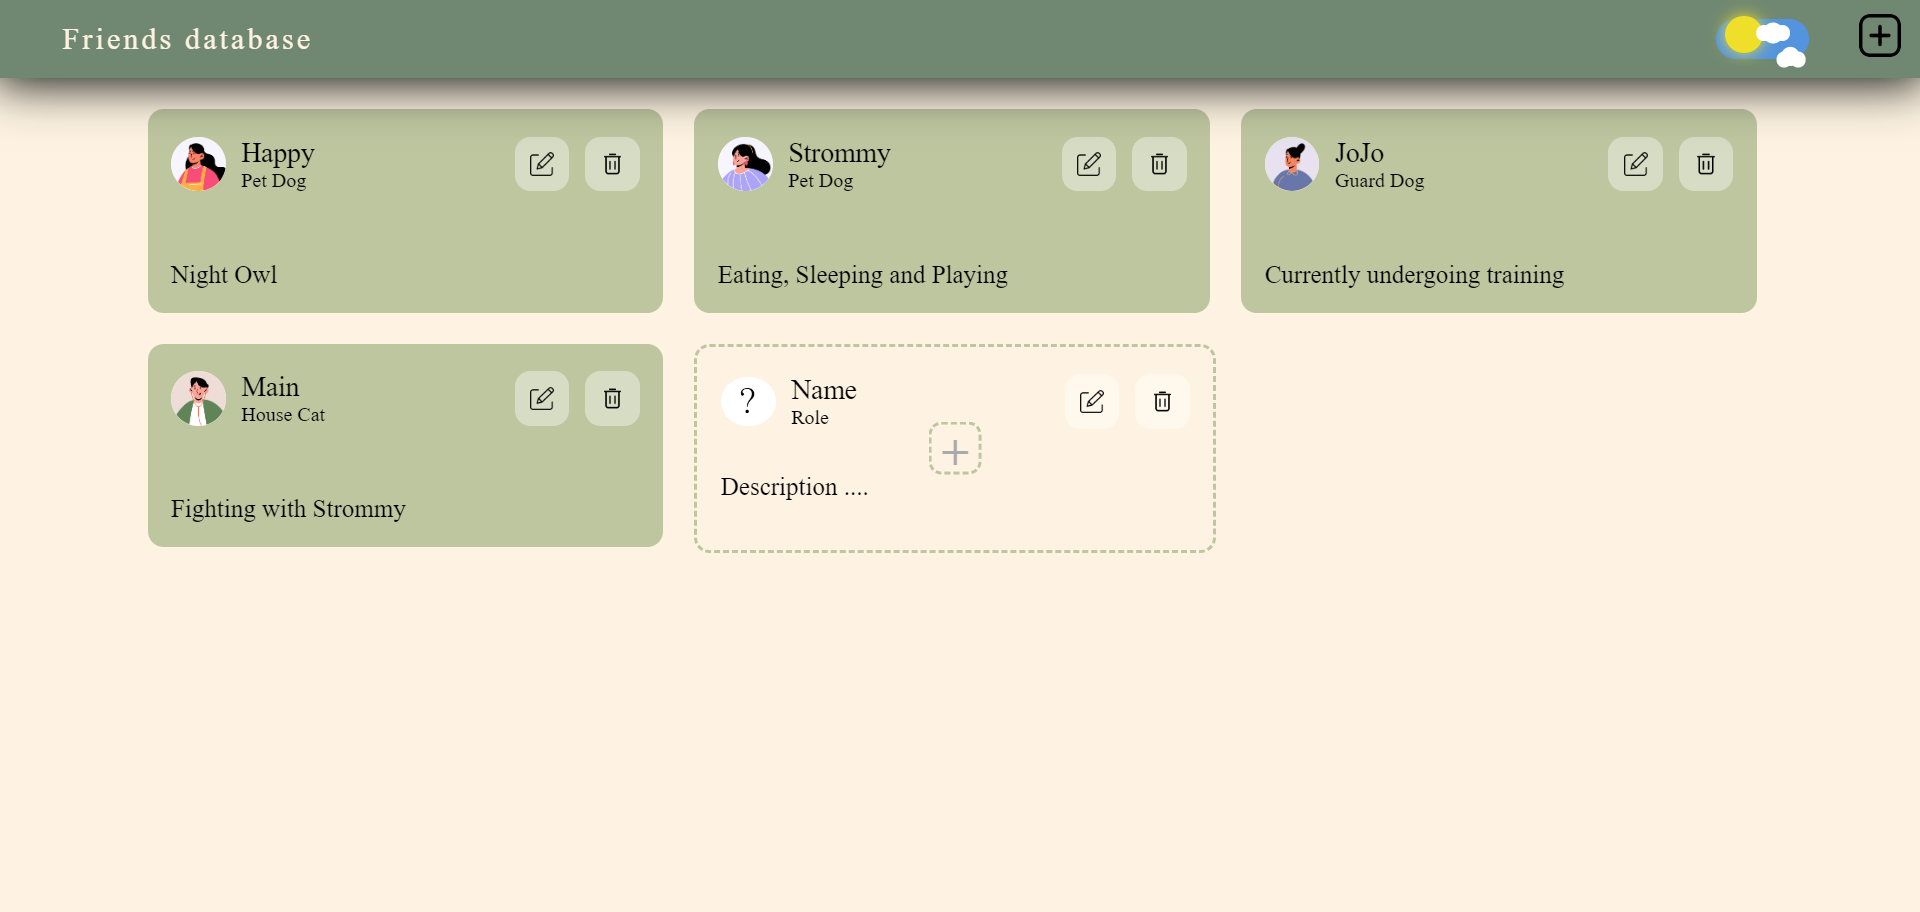 Friends database
Happy
Pet Dog
Night Owl
Strommy
Pet Dog
Eating, Sleeping and Playing
JoJo
Guard Dog
Currently undergoing training
Main
House Cat
Fighting with Strommy
?
Name
Role
Description ....